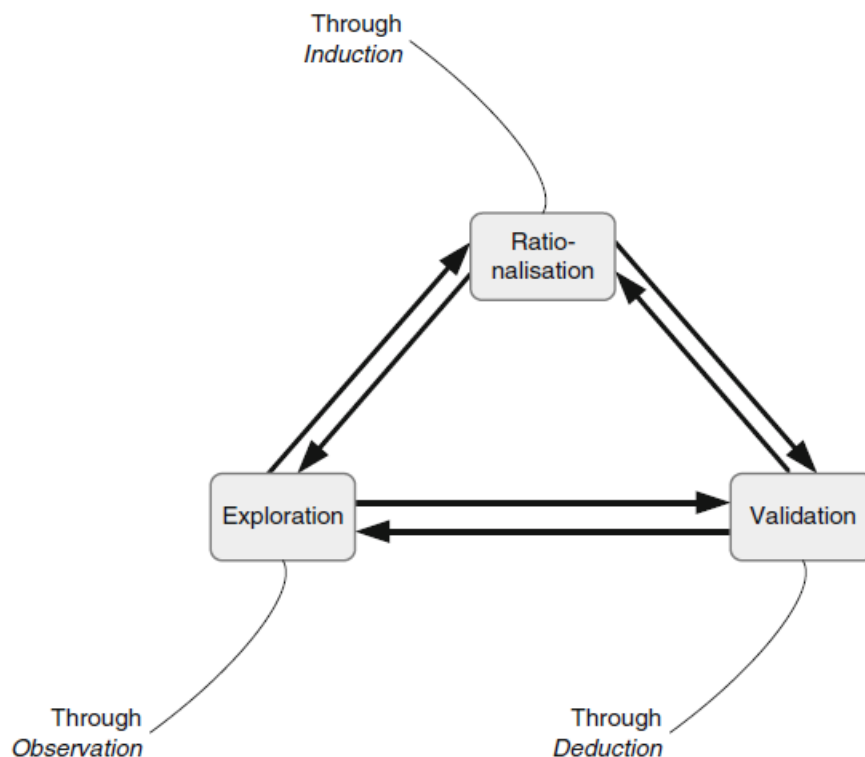 Through
Induction
Ratio-
nalisation
Exploration
Validation
Through
Observation
Through
Deduction